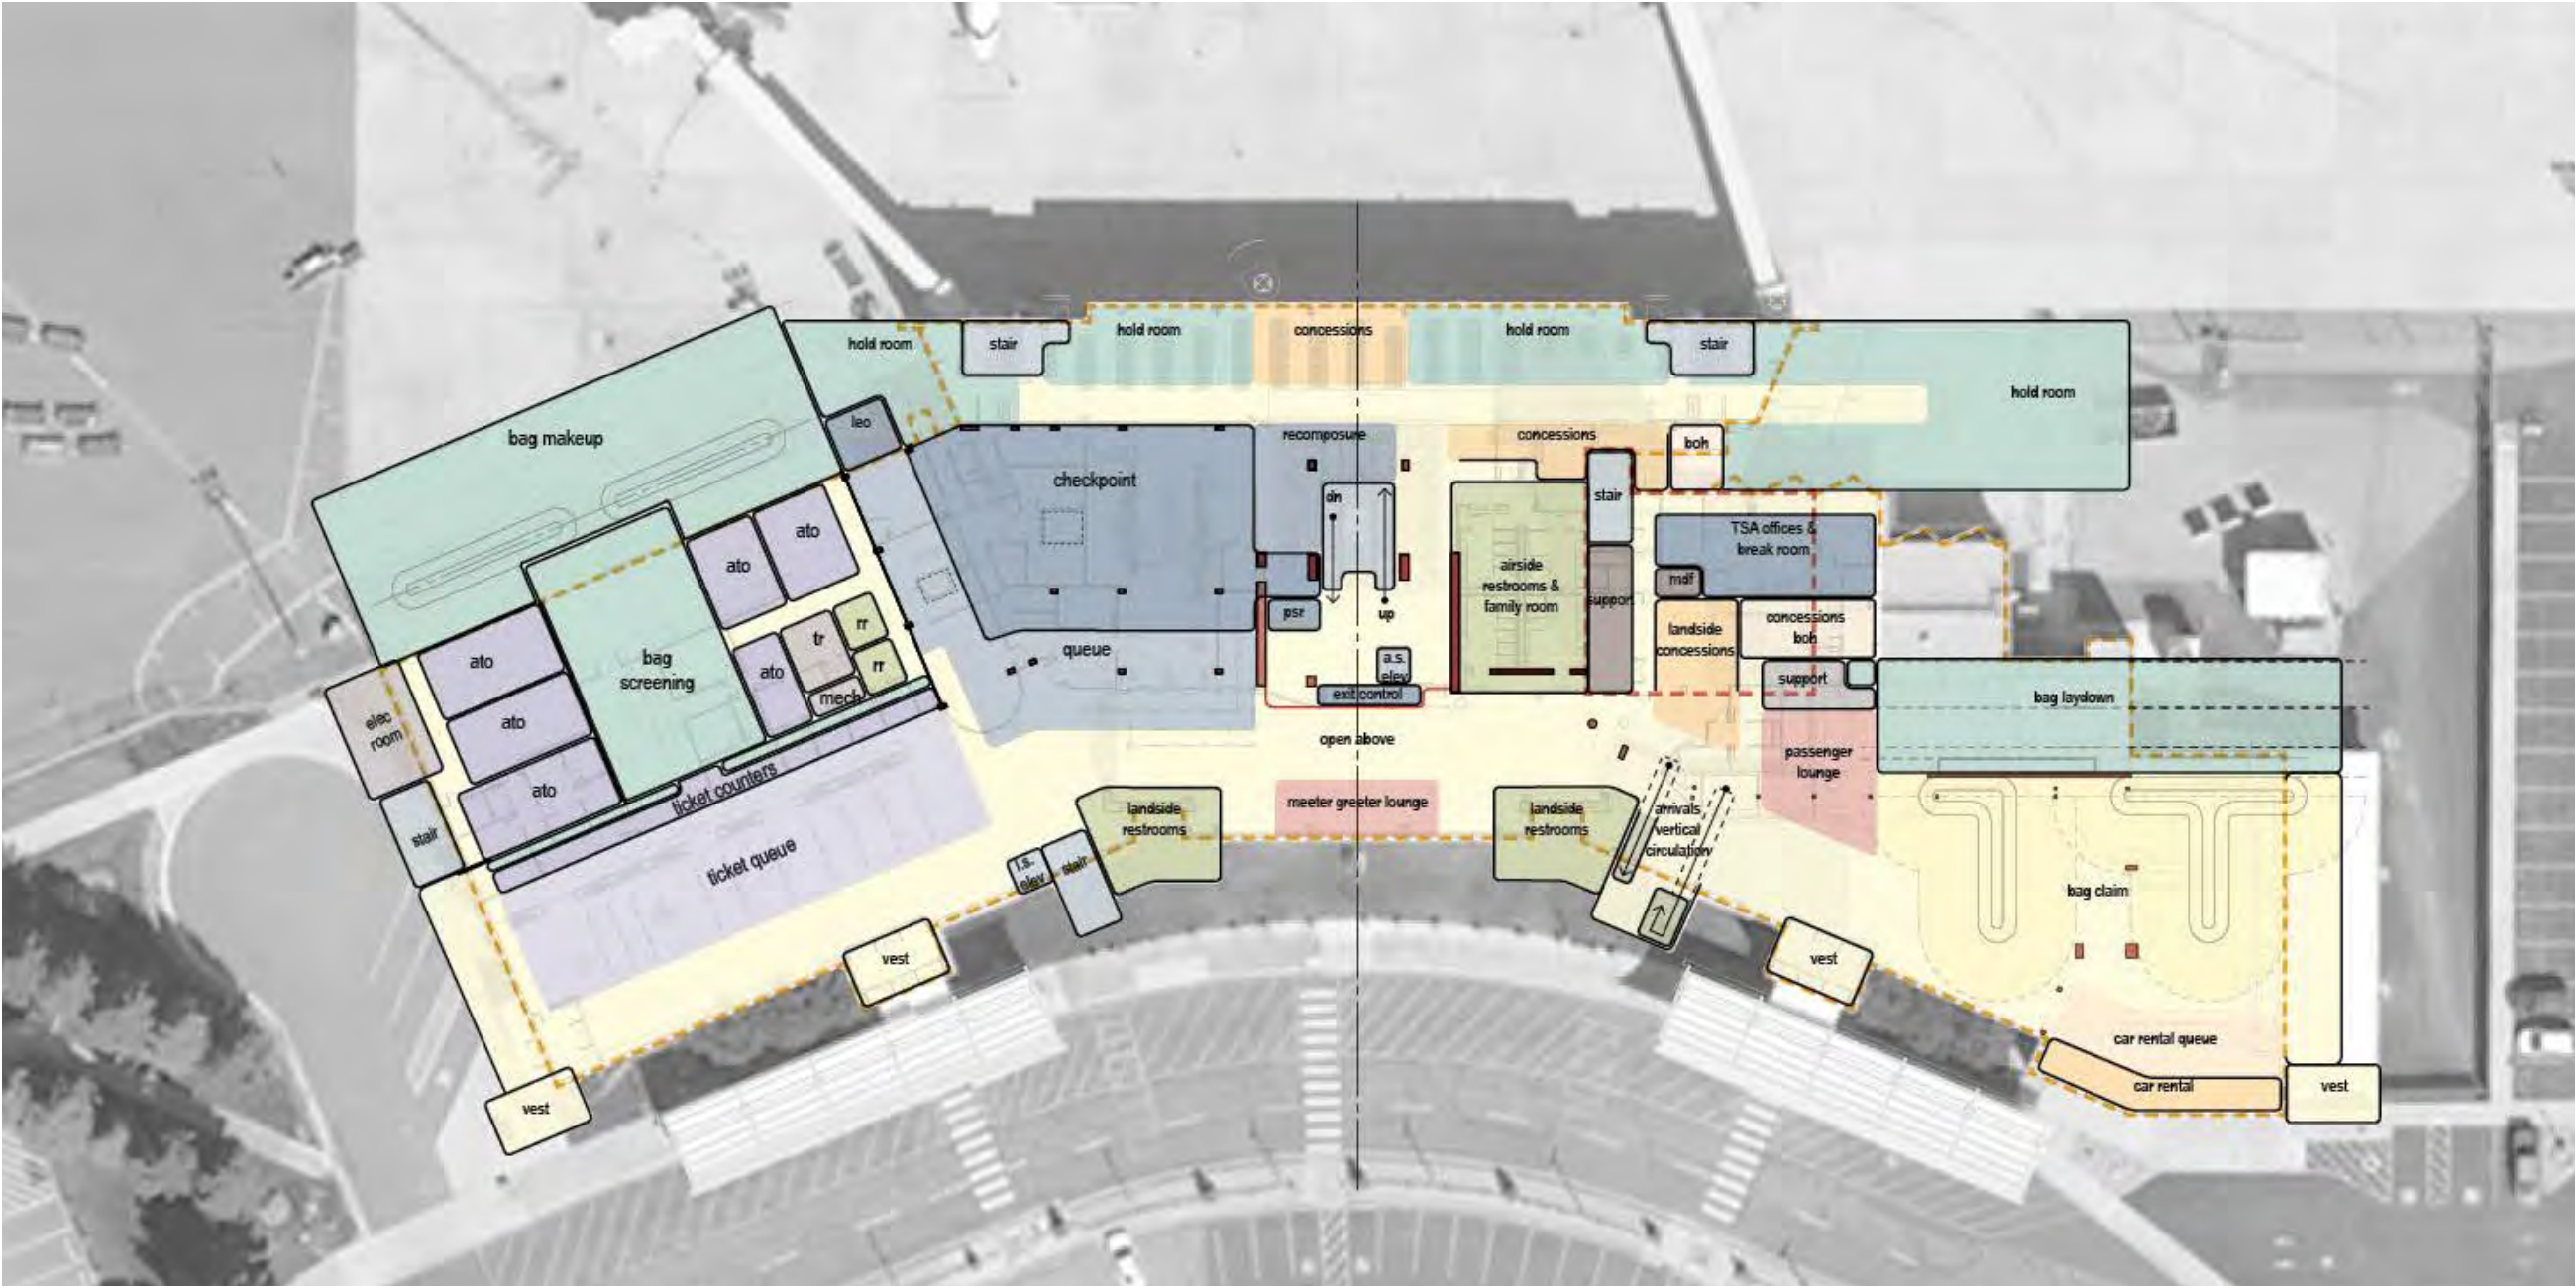 hold room
concessions
hold room
hold room
stair
stair
hold room
bag makeup
leo
recomposure
concessions
boh
checkpoint
dn
stair
ato
ato
TSA offices &
break room
airside
restrooms &
family room
mdf
support
psr
up
concessions
boh
tr
rr
landside
concessions
queue
ato
bag
screening
ato
rr
a.s.
elev
support
mech
exit control
bag laydown
ato
elec
room
open above
passenger
lounge
ato
ticket counters
meeter greeter lounge
landside
restrooms
landside
restrooms
arrivals
vertical
circulation
stair
ticket queue
l.s.
elev
stair
bag claim
vest
vest
car rental queue
car rental
vest
vest